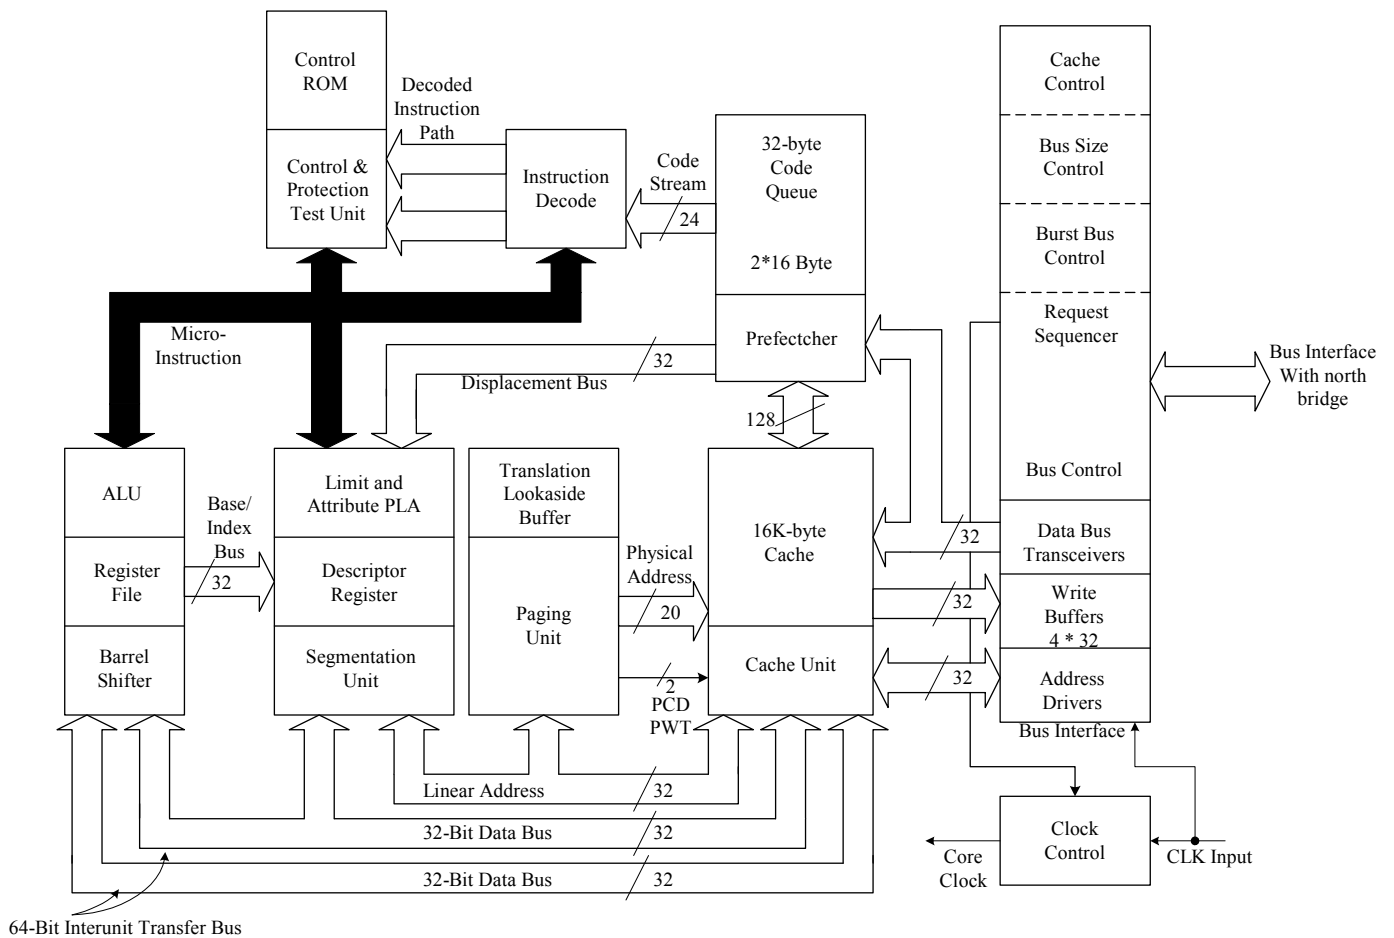 Control
ROM
Control &
Protection
Test Unit
Decoded
Instruction
Path
Instruction
Decode
Code
Stream
24
32-byte
Code
Queue
2*16 Byte
Prefectcher
Cache
Control
Bus Size
Control
Burst Bus
Control
Request
Sequencer
Bus Control
Data Bus
Transceivers
Write
Buffers
4 * 32
Address
Drivers
Bus Interface
Bus Interface
With north
bridge
Micro-
Instruction
32
Displacement Bus
128
ALU
Register
File
Barrel
Shifter
Base/
Index
Bus
32
Limit and
Attribute PLA
Descriptor
Register
Segmentation
Unit
Translation
Lookaside
Buffer
Paging
Unit
Physical
Address
20
2
PCD
PWT
16K-byte
Cache
Cache Unit
32
32
32
Linear Address
32
32-Bit Data Bus
32
32-Bit Data Bus
32
Clock
Control
Core
Clock
CLK Input
64-Bit Interunit Transfer Bus